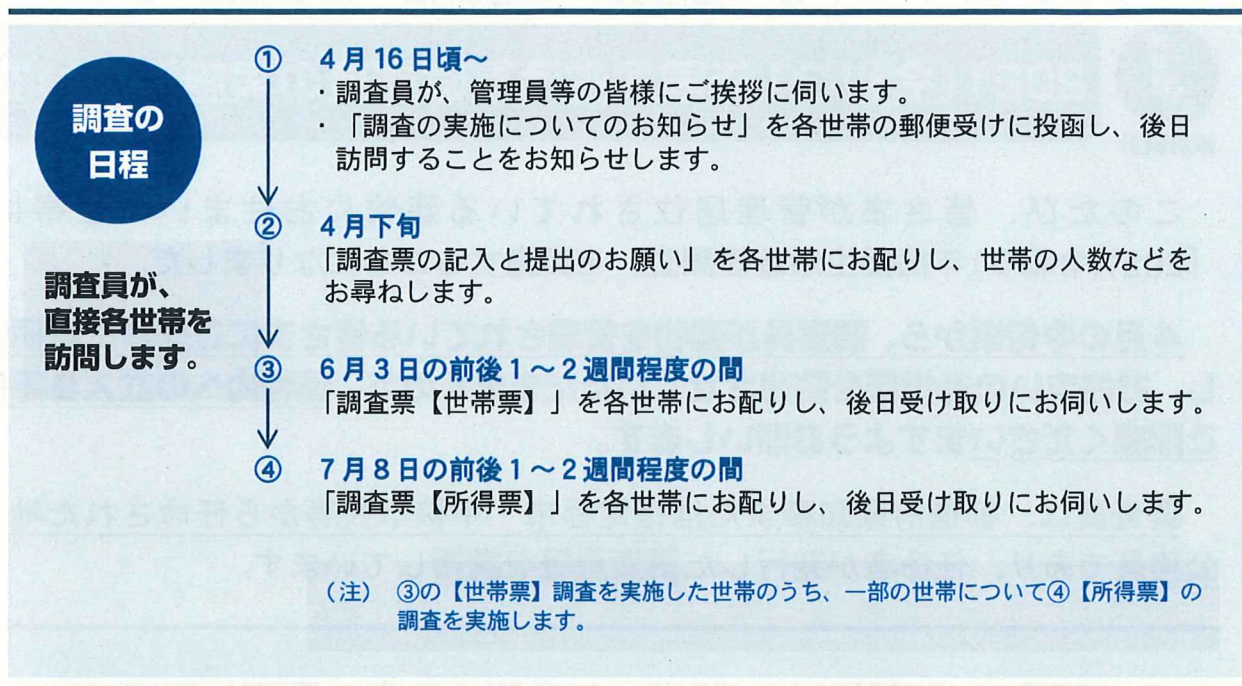 調査の
日程
調査員が、
直接各世帯を
訪問します。
① 4月16日頃～
・調査員が、管理員等の皆様にご挨拶に伺います。
「調査の実施についてのお知らせ」を各世帯の郵便受けに投函し、後日
訪問することをお知らせします。
② 4月下旬
「調査票の記入と提出のお願い」を各世帯にお配りし、世帯の人数などを
お尋ねします。
③ 6月3日の前後1～2週間程度の間
「調査票【世帯票】」を各世帯にお配りし、後日受け取りにお伺いします。
④ 7月8日の前後1～2週間程度の間
「調査票【所得票】」を各世帯にお配りし、後日受け取りにお伺いします。
（注） ③の【世帯票】調査を実施した世帯のうち、一部の世帯について④【所得票】の
調査を実施します。